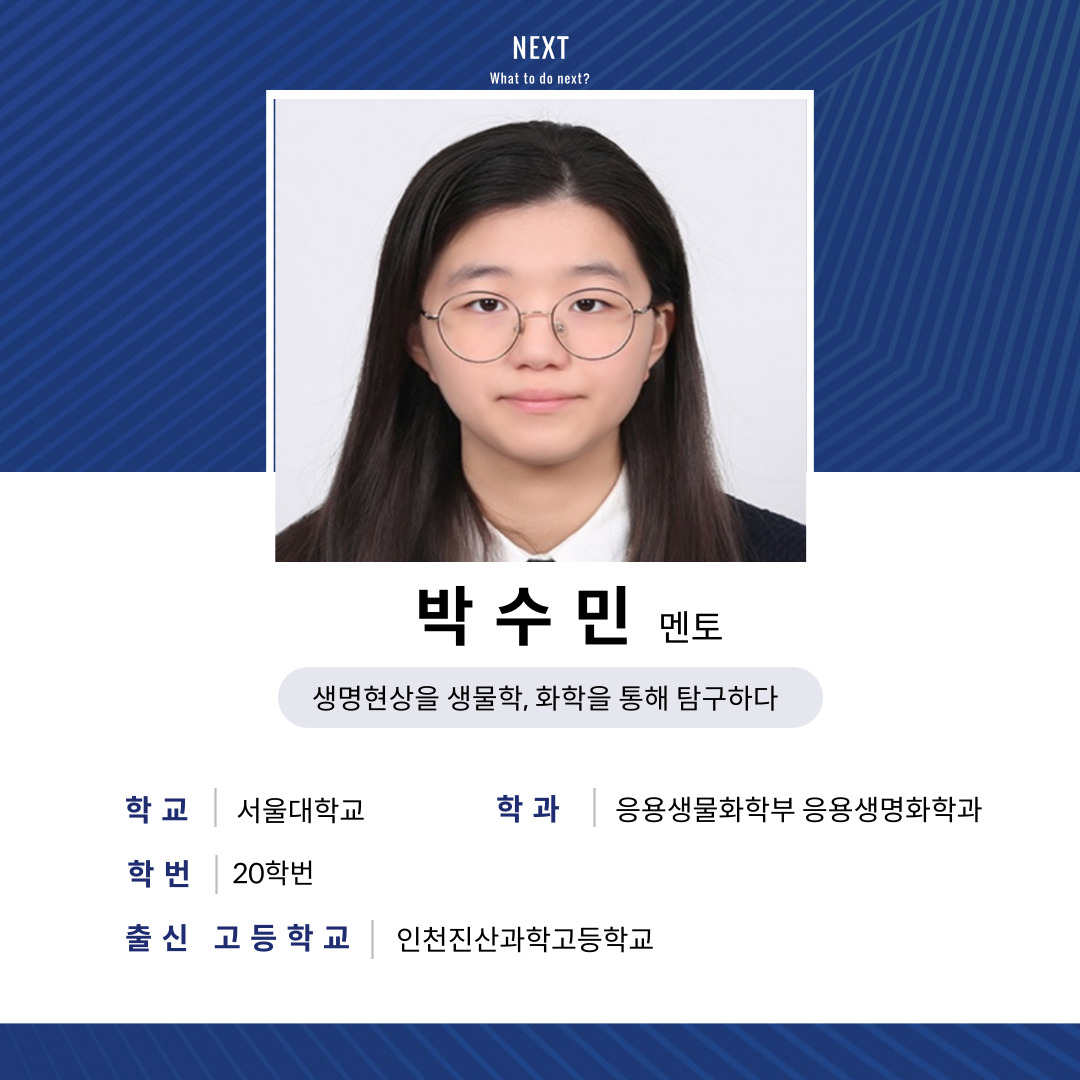 NEXT
What to do next?
박수민 멘토
생명현상을 생물학, 화학을 통해 탐구하다
학교 서울대학교 학과 응용생물화학부 응용생명화학과
학번 20학번
출신 고등학교 인천진산과학고등학교